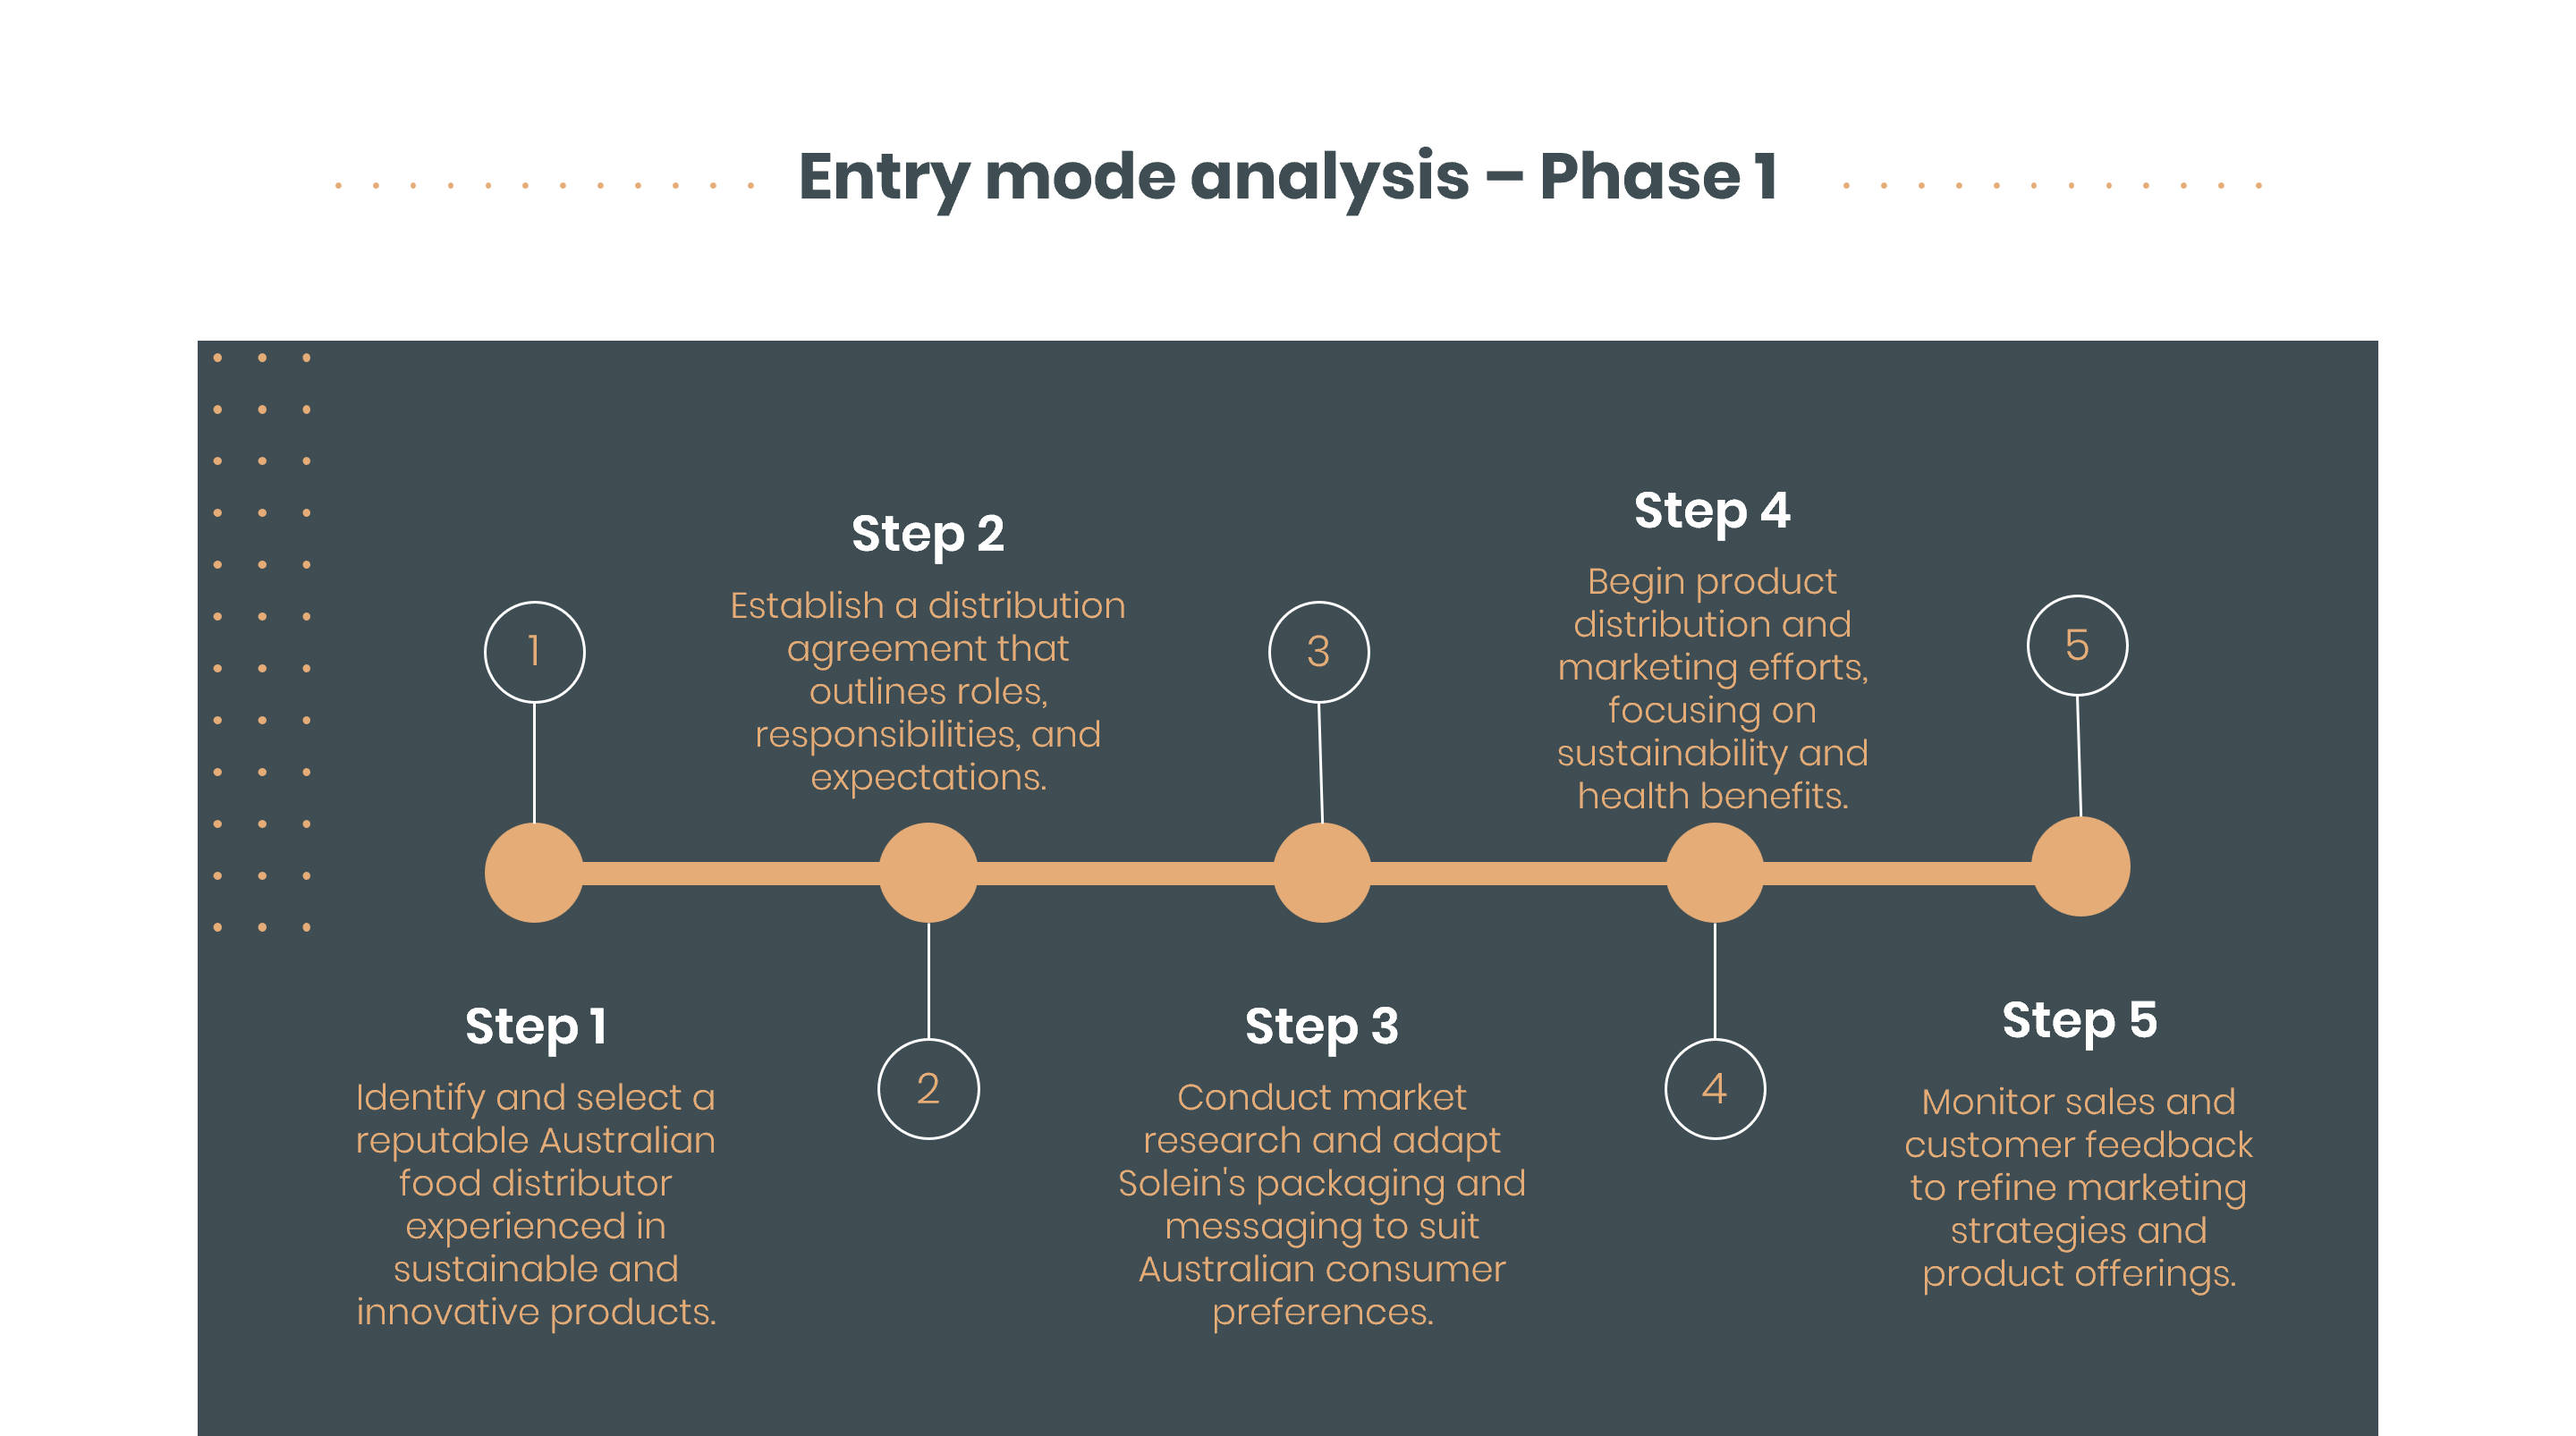 Entry mode analysis – Phase 1
1
Step 1
Identify and select a
reputable Australian
food distributor
experienced in
sustainable and
innovative products.
Step 2
Establish a distribution
agreement that
outlines roles,
responsibilities, and
expectations.
2
3
Step 3
Conduct market
research and adapt
Solein's packaging and
messaging to suit
Australian consumer
preferences.
Step 4
Begin product
distribution and
marketing efforts,
focusing on
sustainability and
health benefits.
4
5
Step 5
Monitor sales and
customer feedback
to refine marketing
strategies and
product offerings.